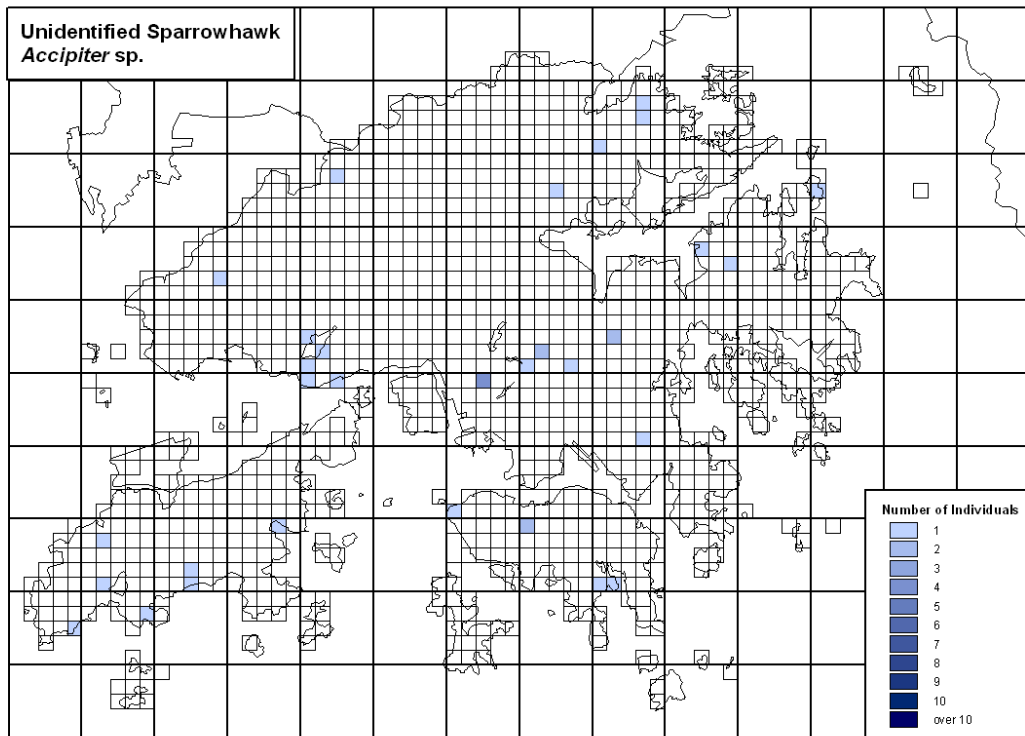 Unidentified Sparrowhawk
Accipiter sp.
Number of Individuals
1
2
3
4
5
6
7
8
9
10
over 10